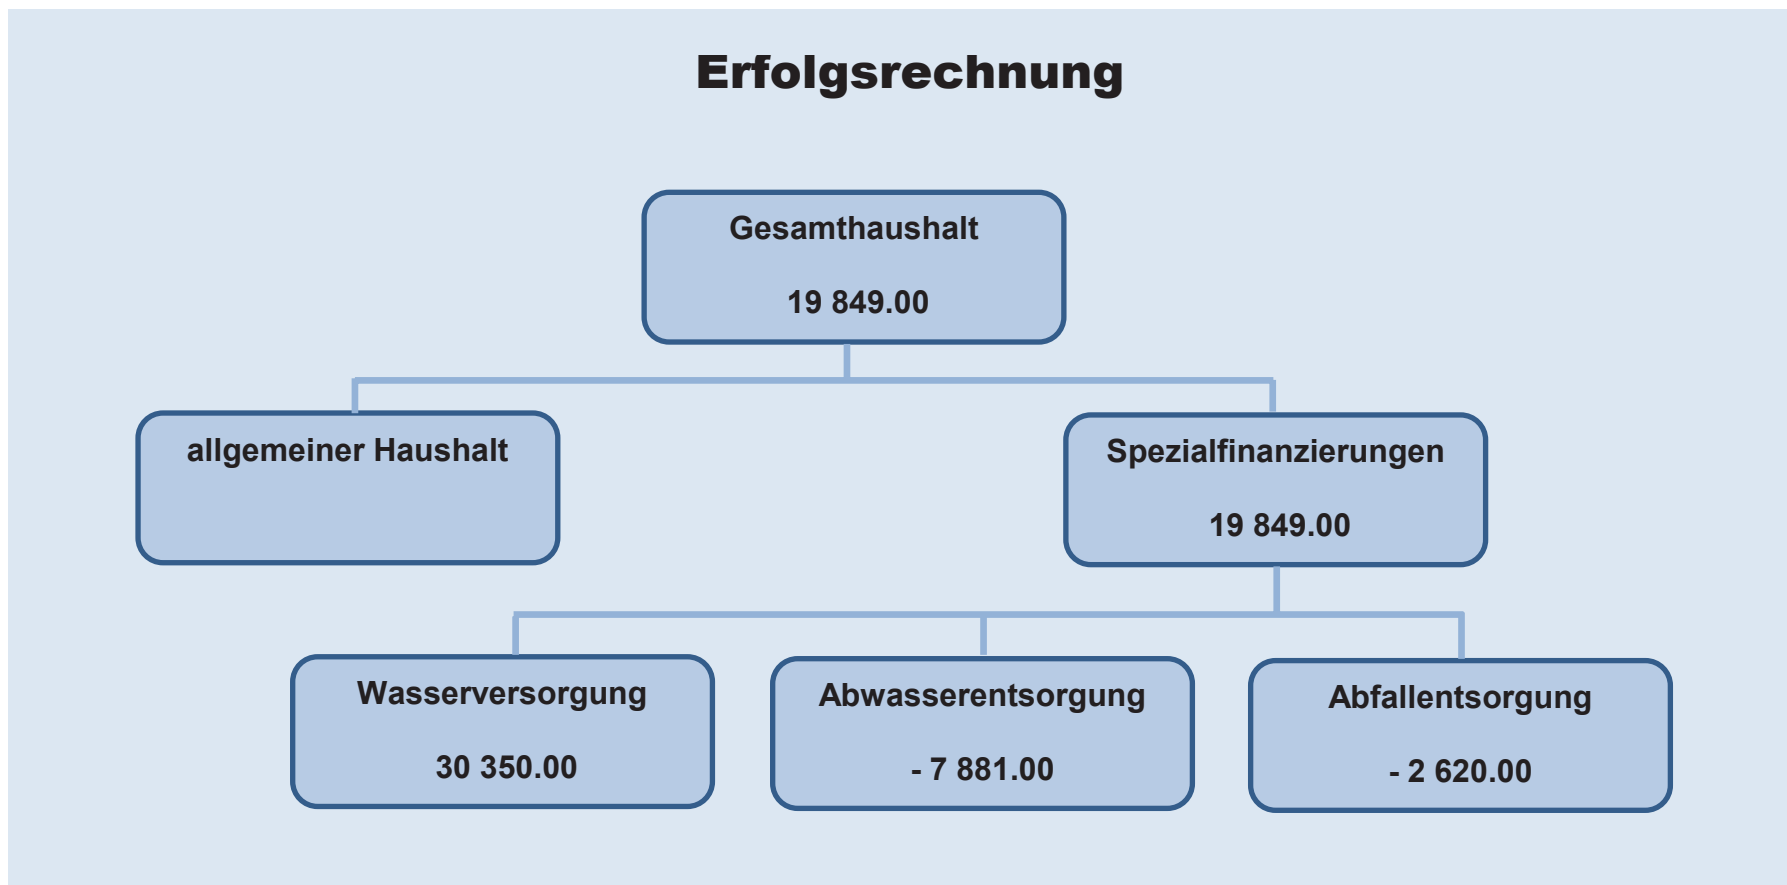 Erfolgsrechnung
Gesamthaushalt
19 849.00
allgemeiner Haushalt
Spezialfinanzierungen
19 849.00
Wasserversorgung
30 350.00
Abwasserentsorgung
- 7 881.00
Abfallentsorgung
- 2 620.00